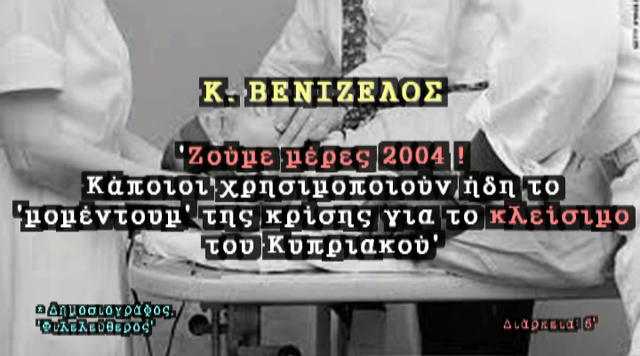 Κ. ΒΕΝΙΖΕΛΟΣ
'Ζούμε μέρες 2004 !
Κάποιοι χρησιμοποιούν ήδη το
'μομέντουμ' της κρίσης για το κλείσιμο
του Κυπριακού'
* Δημοσιογράφος,
'Φιλελεύθερος'
Διάρκεια: 6'